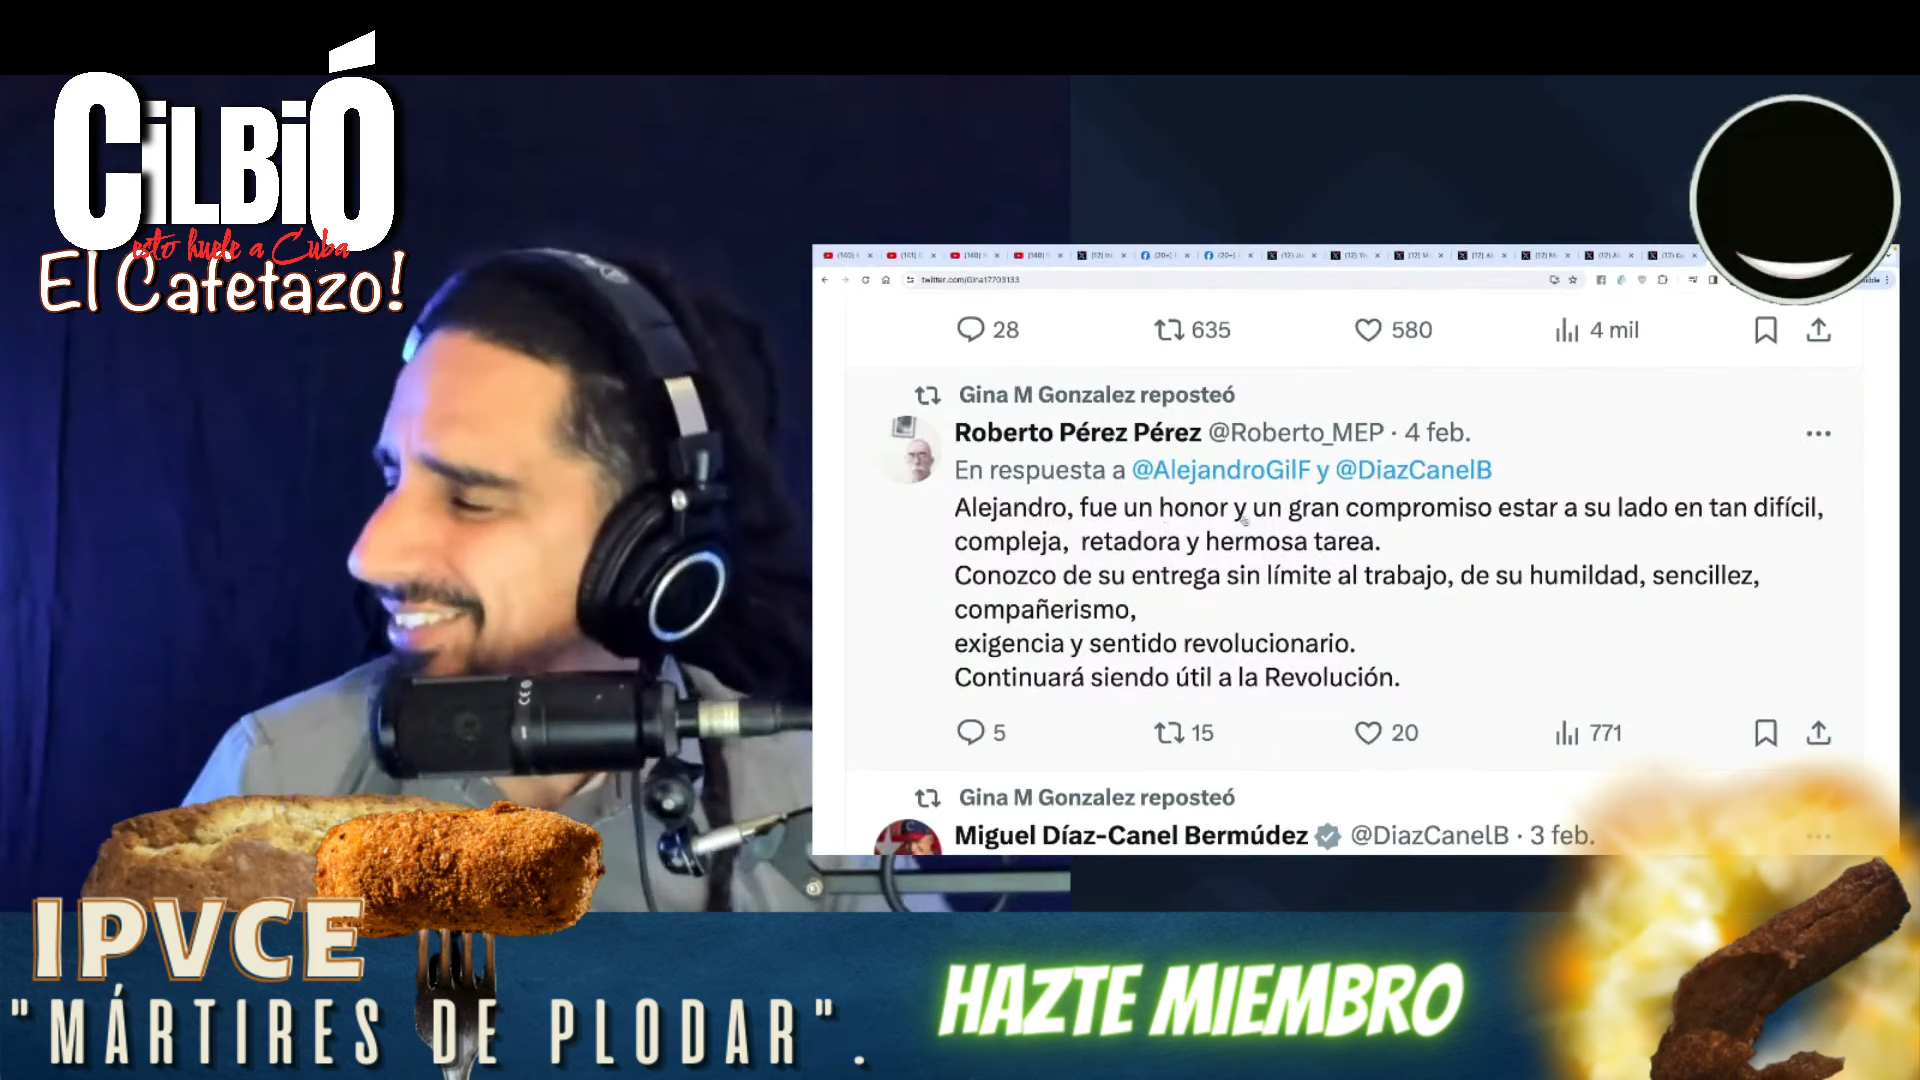 CiLBiÓ
esto huele a Cuba
El Cafetazo!
twitter.com/Gina17703133
28 635 580 4 mil
Gina M Gonzalez reposteó
Roberto Pérez Pérez @Roberto_MEP · 4 feb.
En respuesta a @AlejandroGilF y @DiazCanelB
Alejandro, fue un honor y un gran compromiso estar a su lado en tan difícil,
compleja, retadora y hermosa tarea.
Conozco de su entrega sin límite al trabajo, de su humildad, sencillez,
compañerismo,
exigencia y sentido revolucionario.
Continuará siendo útil a la Revolución.
5 15 20 771
Gina M Gonzalez reposteó
Miguel Díaz-Canel Bermúdez @DiazCanelB · 3 feb.
IPVCE
"MÁRTIRES DE PLODAR".
HAZTE MIEMBRO